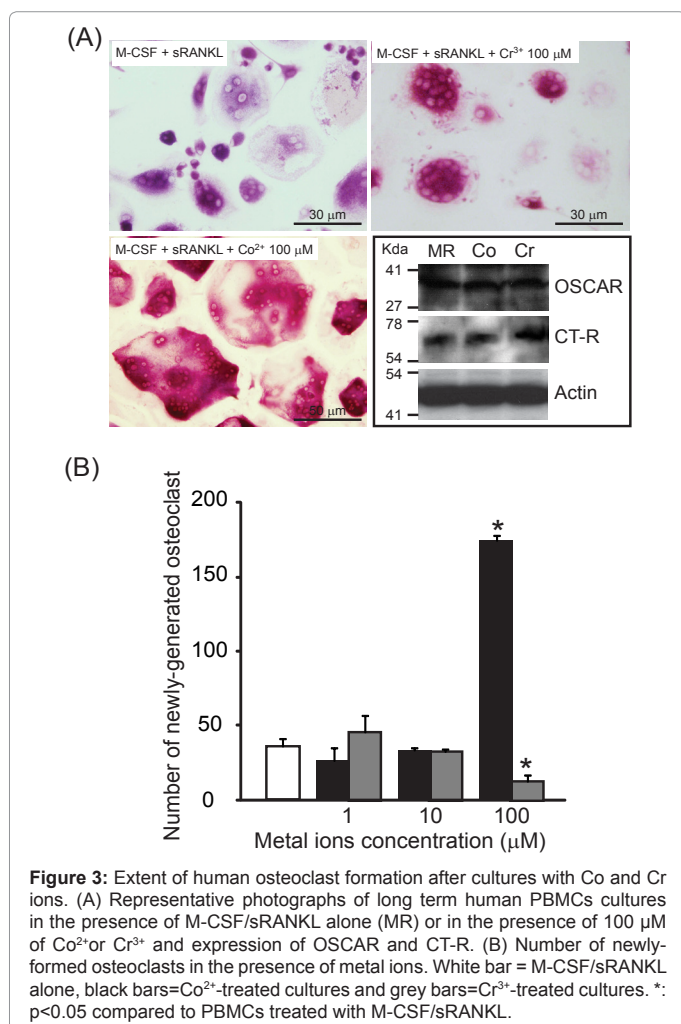 (A)
M-CSF + sRANKL
30 μm
M-CSF + sRANKL + Cr³⁺ 100 μM
30 μm
M-CSF + sRANKL + Co²⁺ 100 μM
50 μm
Kda MR Co Cr
41
OSCAR
27
78
CT-R
54
54
Actin
41
(B)
Number of newly-generated osteoclast
200
150
100
50
0
* *
1 10 100
Metal ions concentration (μM)
Figure 3: Extent of human osteoclast formation after cultures with Co and Cr
ions. (A) Representative photographs of long term human PBMCs cultures
in the presence of M-CSF/sRANKL alone (MR) or in the presence of 100 μM
of Co²⁺or Cr³⁺ and expression of OSCAR and CT-R. (B) Number of newly-
formed osteoclasts in the presence of metal ions. White bar = M-CSF/sRANKL
alone, black bars=Co²⁺-treated cultures and grey bars=Cr³⁺-treated cultures. *:
p<0.05 compared to PBMCs treated with M-CSF/sRANKL.